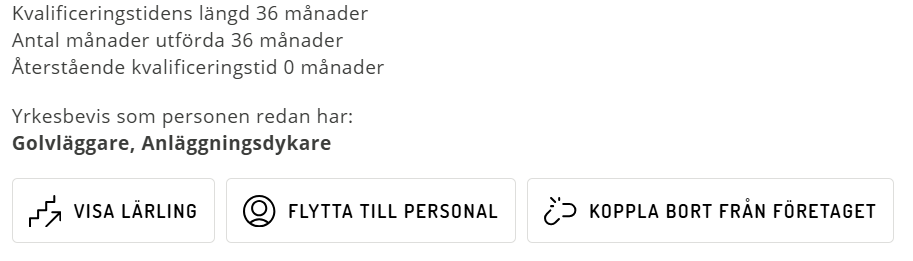 Kvalificeringstidens längd 36 månader
Antal månader utförda 36 månader
Återstående kvalificeringstid 0 månader
Yrkesbevis som personen redan har:
Golvläggare, Anläggningsdykare
VISA LÄRLING
FLYTTA TILL PERSONAL
KOPPLA BORT FRÅN FÖRETAGET